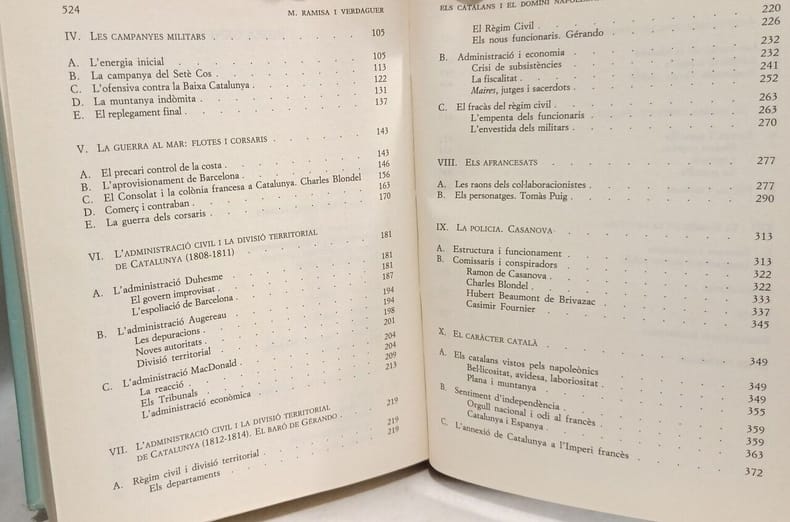 524 M. RAMISA I VERDAGUER
IV. LES CAMPANYES MILITARS . . . . . . . . 105
A. L'energia inicial . . . . . . . . 105
B. La campanya del Setè Cos . . . . . . . . 113
C. L'ofensiva contra la Baixa Catalunya . . . . . . . . 122
D. La muntanya indòmita . . . . . . . . 131
E. El replegament final . . . . . . . . 137
V. LA GUERRA AL MAR: FLOTES I CORSARIS . . . . . . . . 143
A. El precari control de la costa . . . . . . . . 143
B. L'aprovisionament de Barcelona . . . . . . . . 146
C. El Consolat i la colònia francesa a Catalunya. Charles Blondel 156
D. Comerç i contraban . . . . . . . . 163
E. La guerra dels corsaris . . . . . . . . 170
VI. L'ADMINISTRACIÓ CIVIL I LA DIVISIÓ TERRITORIAL
DE CATALUNYA (1808-1811) . . . . . . . . 181
A. L'administració Duhesme . . . . . . . . 181
El govern improvisat . . . . . . . . 181
L'espoliació de Barcelona . . . . . . . . 187
B. L'administració Augereau . . . . . . . . 194
Les depuracions . . . . . . . . 194
Noves autoritats . . . . . . . . 198
Divisió territorial . . . . . . . . 201
C. L'administració MacDonald . . . . . . . . 204
La reacció . . . . . . . . 204
Els Tribunals . . . . . . . . 209
L'administració econòmica . . . . . . . . 213
VII. L'ADMINISTRACIÓ CIVIL I LA DIVISIÓ TERRITORIAL
DE CATALUNYA (1812-1814). EL BARÓ DE GÉRANDO . . . . 219
A. Règim civil i divisió territorial . . . . . . . . 219
Els departaments . . . . . . . . 219
ELS CATALANS I EL DOMINI
El Règim Civil . . . . . . . . 220
Els nous funcionaris. Gérando . . . . . . . . 226
B. Administració i economia . . . . . . . . 232
Crisi de subsistències . . . . . . . . 232
La fiscalitat . . . . . . . . 241
Maires, jutges i sacerdots . . . . . . . . 252
C. El fracàs del règim civil . . . . . . . . 263
L'empenta dels funcionaris . . . . . . . . 263
L'envestida dels militars . . . . . . . . 270
VIII. ELS AFRANCESATS . . . . . . . . 277
A. Les raons dels col·laboracionistes . . . . . . . . 277
B. Els personatges. Tomàs Puig . . . . . . . . 290
IX. LA POLICIA. CASANOVA . . . . . . . . 313
A. Estructura i funcionament . . . . . . . . 313
B. Comissaris i conspiradors . . . . . . . . 322
Ramon de Casanova . . . . . . . . 322
Charles Blondel . . . . . . . . 333
Hubert Beaumont de Brivazac . . . . . . . . 337
Casimir Fournier . . . . . . . . 345
X. EL CARÀCTER CATALÀ . . . . . . . . 349
A. Els catalans vistos pels napoleònics . . . . . . . . 349
Bel·licositat, avidesa, laboriositat . . . . . . . . 349
Plana i muntanya . . . . . . . . 355
B. Sentiment d'independència . . . . . . . . 359
Orgull nacional i odi al francès . . . . . . . . 359
Catalunya i Espanya . . . . . . . . 363
C. L'annexió de Catalunya a l'Imperi francès . . . . . . . . 372